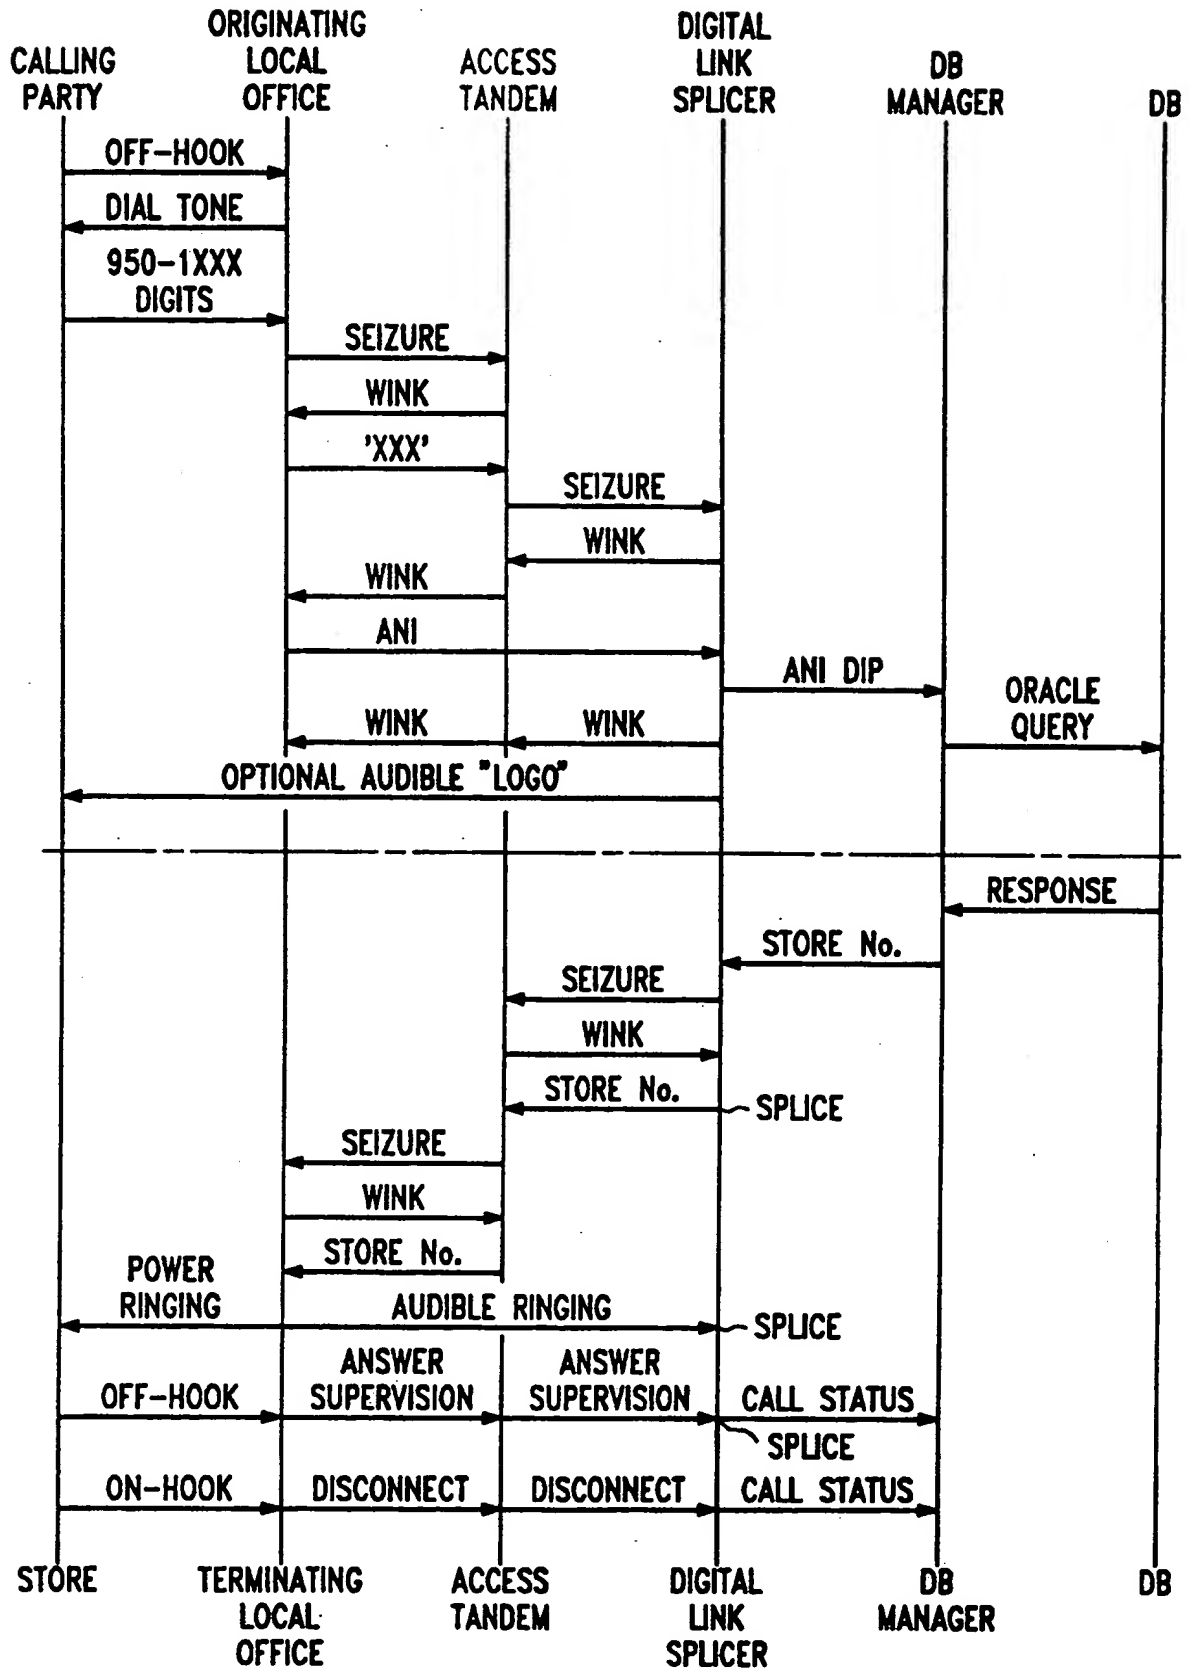 CALLING
PARTY
ORIGINATING
LOCAL
OFFICE
ACCESS
TANDEM
DIGITAL
LINK
SPLICER
DB
MANAGER
DB
OFF-HOOK
DIAL TONE
950-1XXX
DIGITS
SEIZURE
WINK
'XXX'
SEIZURE
WINK
WINK
ANI
ANI DIP
ORACLE
QUERY
WINK
WINK
OPTIONAL AUDIBLE "LOGO"
RESPONSE
STORE No.
SEIZURE
WINK
STORE No.
SPLICE
SEIZURE
WINK
STORE No.
POWER
RINGING
AUDIBLE RINGING
SPLICE
OFF-HOOK
ANSWER
SUPERVISION
ANSWER
SUPERVISION
CALL STATUS
SPLICE
ON-HOOK
DISCONNECT
DISCONNECT
CALL STATUS
STORE
TERMINATING
LOCAL
OFFICE
ACCESS
TANDEM
DIGITAL
LINK
SPLICER
DB
MANAGER
DB